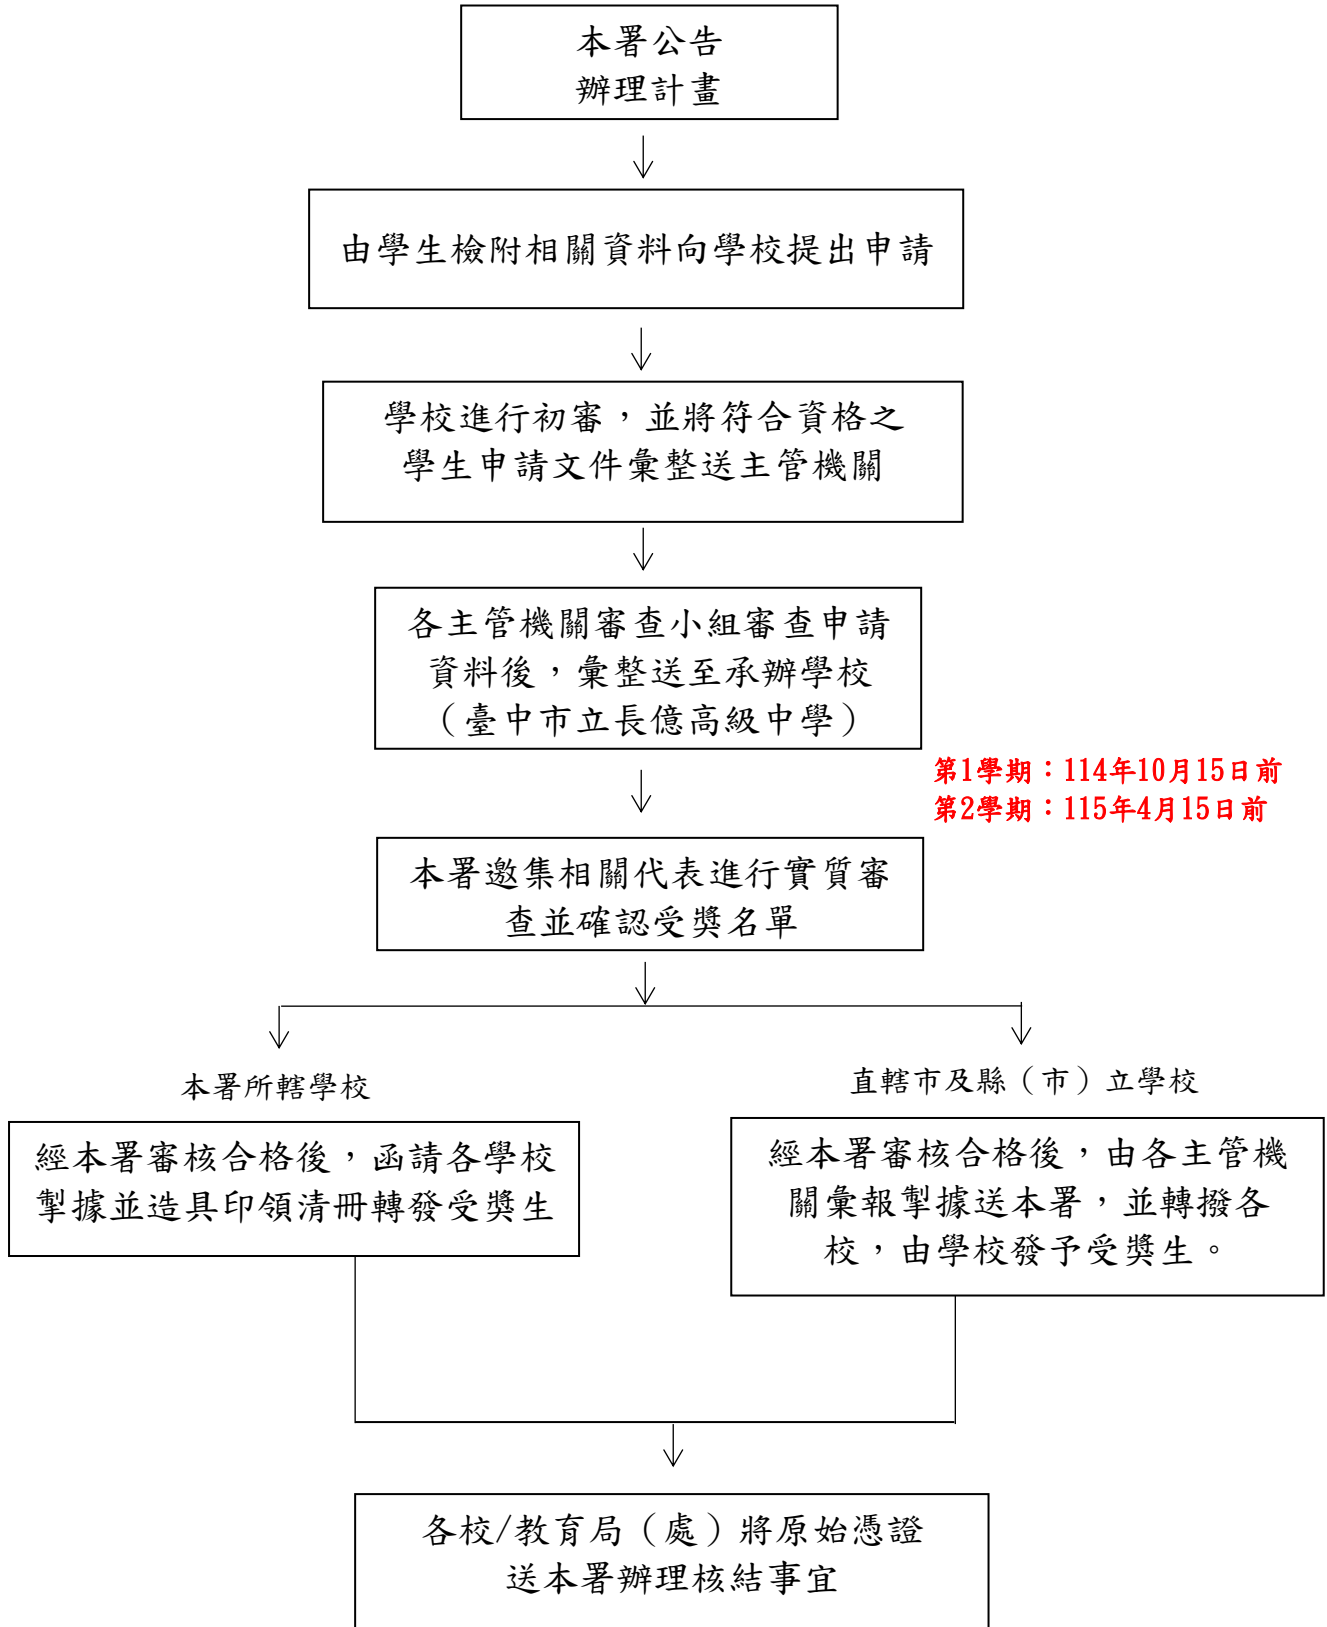 本署公告
辦理計畫
由學生檢附相關資料向學校提出申請
學校進行初審，並將符合資格之
學生申請文件彙整送主管機關
各主管機關審查小組審查申請
資料後，彙整送至承辦學校
（臺中市立長億高級中學）
第1學期：114年10月15日前
第2學期：115年4月15日前
本署邀集相關代表進行實質審
查並確認受獎名單
本署所轄學校
經本署審核合格後，函請各學校
掣據並造具印領清冊轉發受獎生
直轄市及縣（市）立學校
經本署審核合格後，由各主管機
關彙報掣據送本署，並轉撥各
校，由學校發予受獎生。
各校/教育局（處）將原始憑證
送本署辦理核結事宜